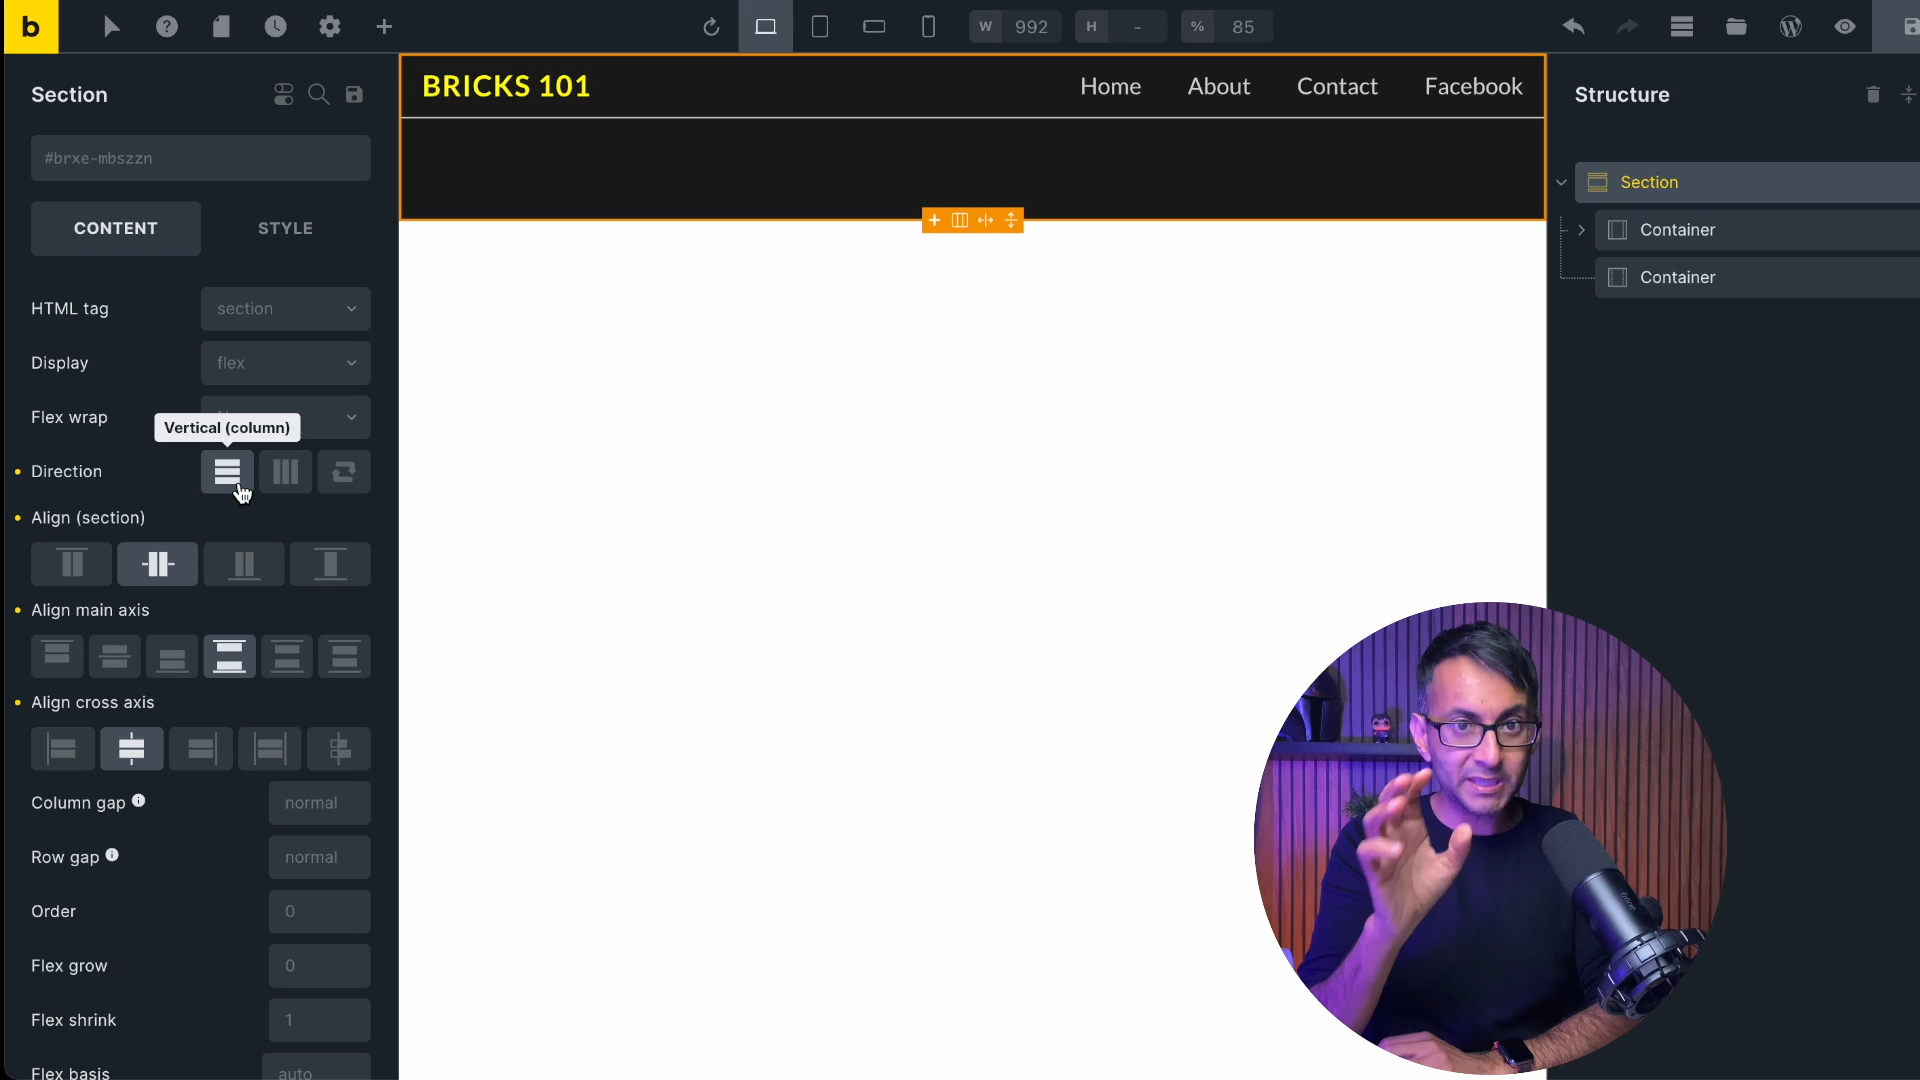 b
W 992
H -
% 85
Section
#brxe-mbszzn
CONTENT
STYLE
HTML tag
section
Display
flex
Flex wrap
Vertical (column)
Direction
Align (section)
Align main axis
Align cross axis
Column gap
normal
Row gap
normal
Order
0
Flex grow
0
Flex shrink
1
Flex basis
auto
BRICKS 101
Home
About
Contact
Facebook
Structure
Section
Container
Container